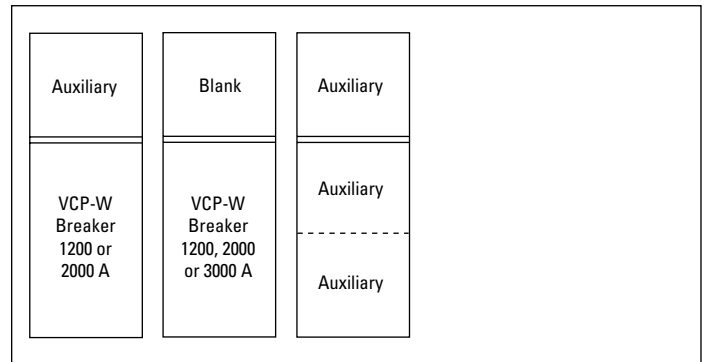 Auxiliary
Blank
Auxiliary
VCP-W
Breaker
1200 or
2000 A
VCP-W
Breaker
1200, 2000
or 3000 A
Auxiliary
Auxiliary